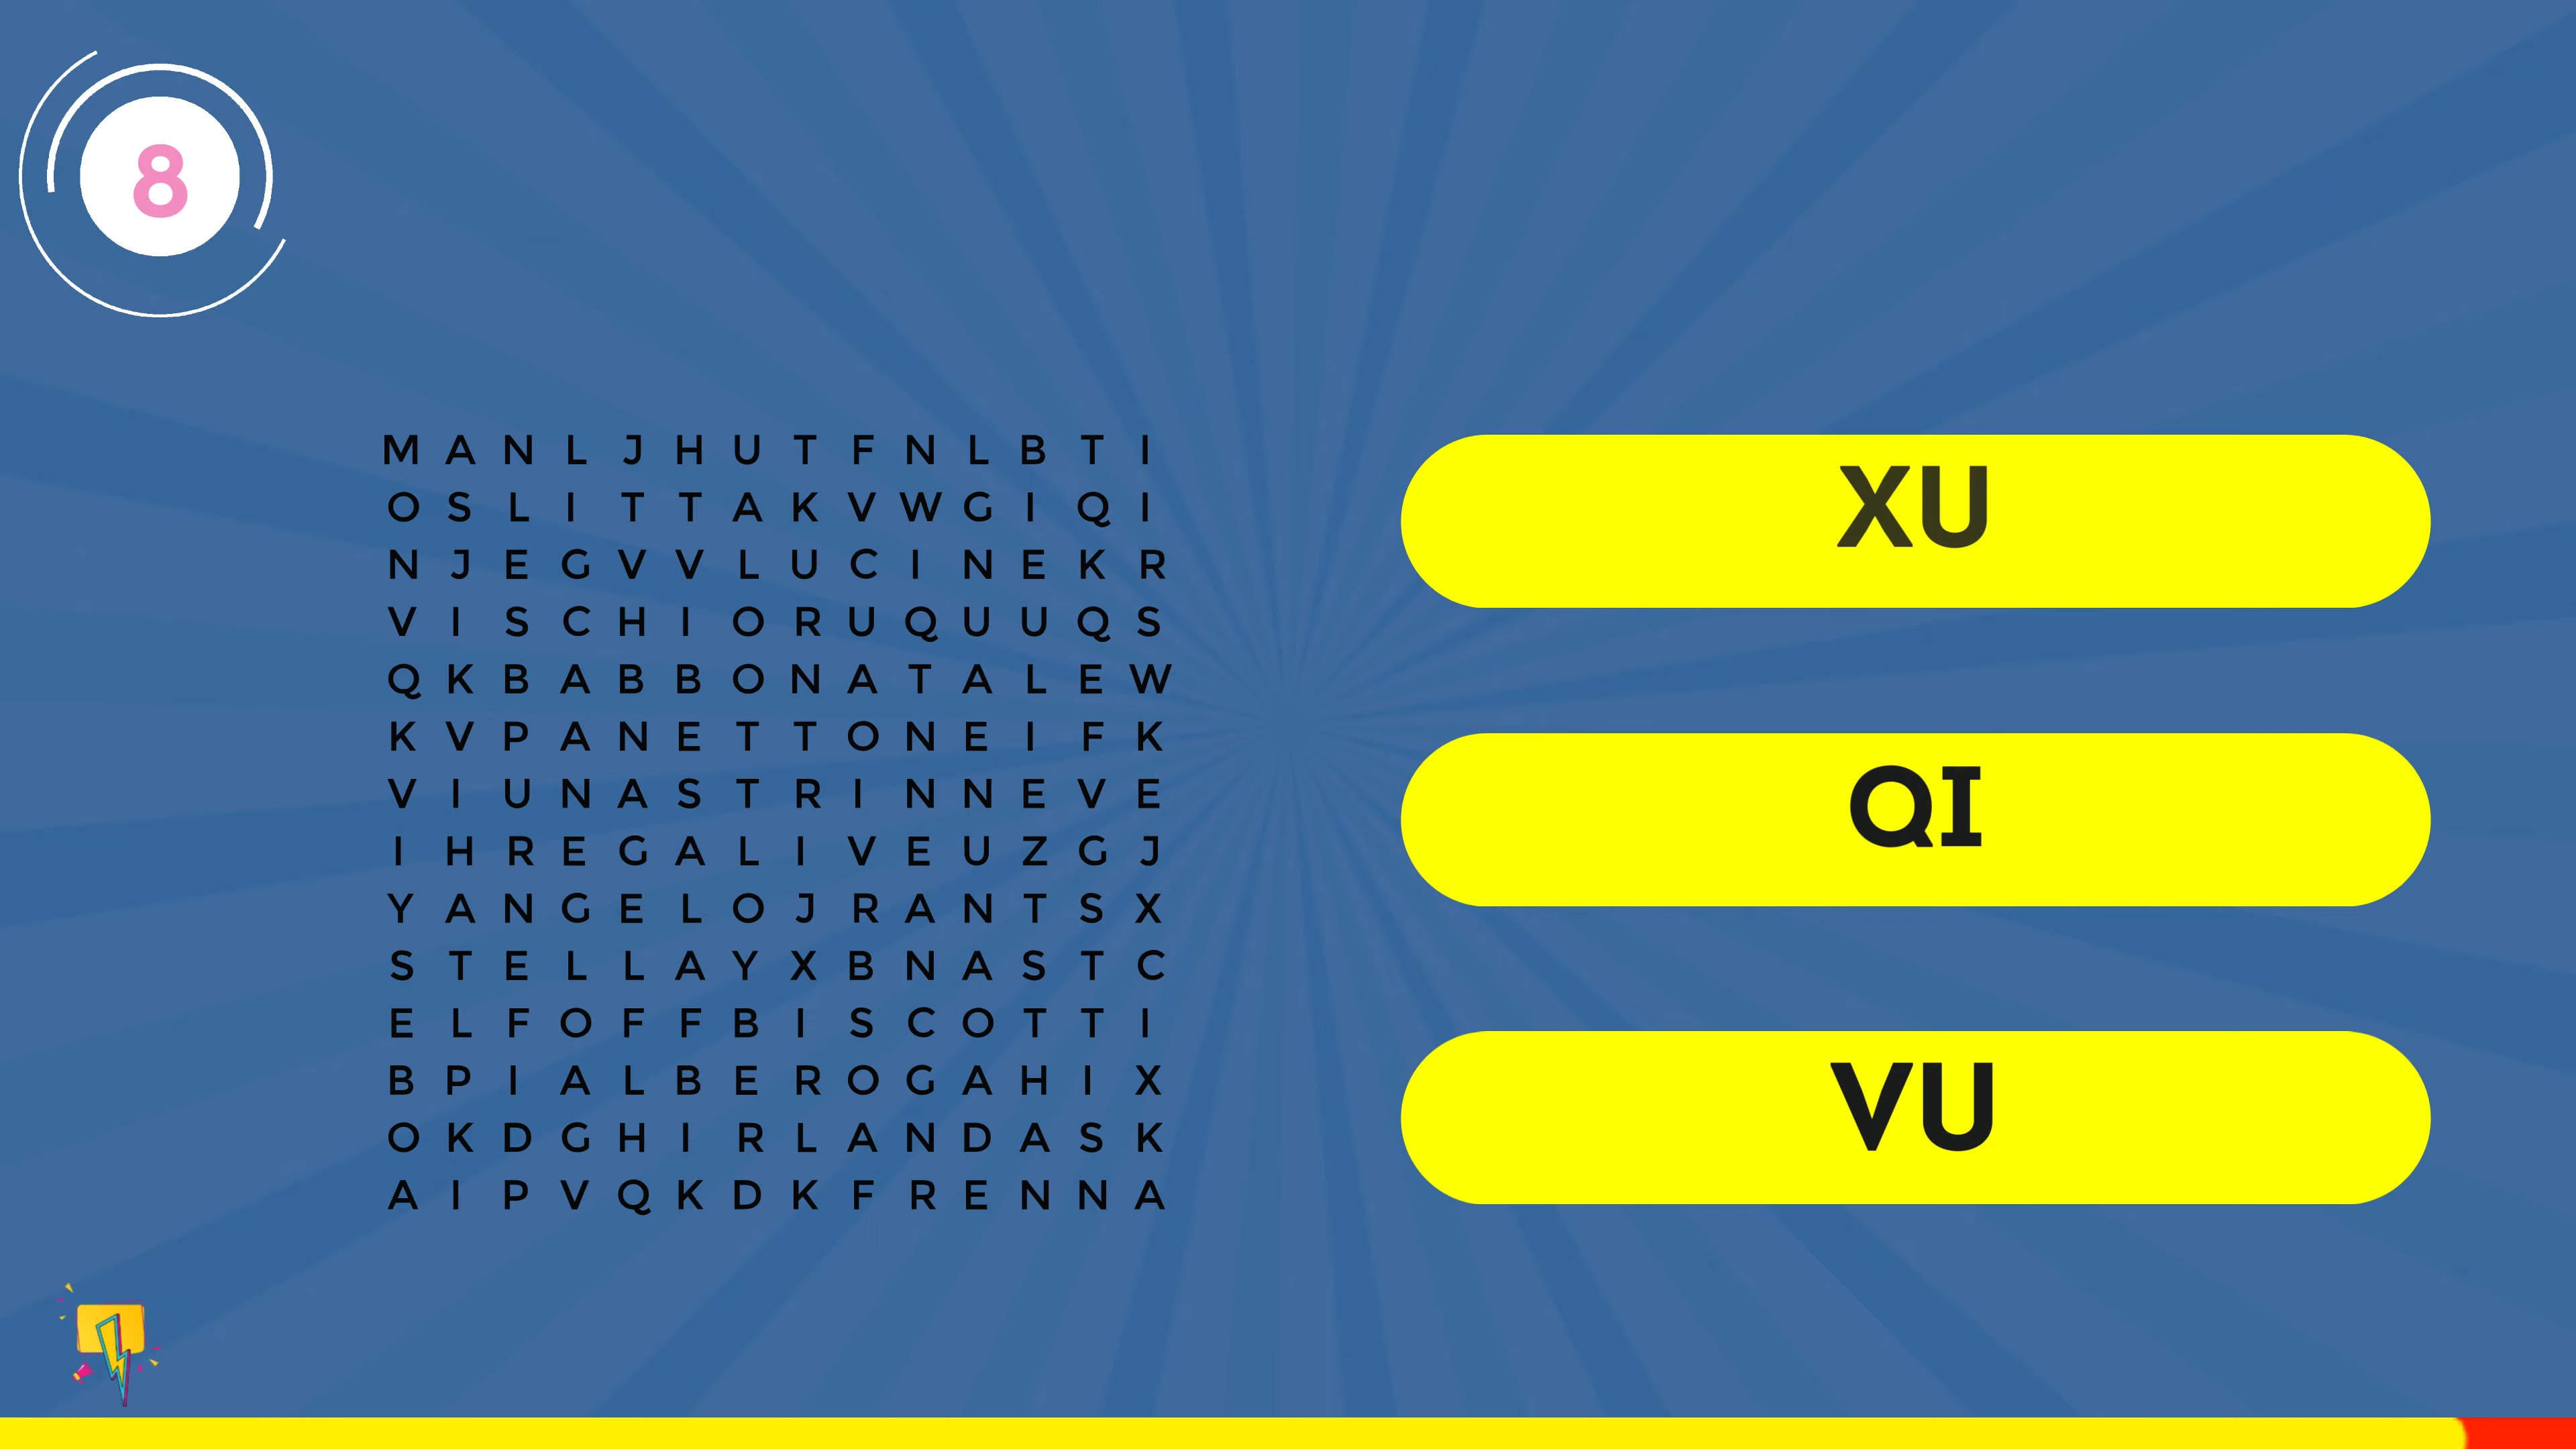 8
M A N L J H U T F N L B T I
O S L I T T A K V W G I Q I
N J E G V V L U C I N E K R
V I S C H I O R U Q U U Q S
Q K B A B B O N A T A L E W
K V P A N E T T O N E I F K
V I U N A S T R I N N E V E
I H R E G A L I V E U Z G J
Y A N G E L O J R A N T S X
S T E L L A Y X B N A S T C
E L F O F F B I S C O T T I
B P I A L B E R O G A H I X
O K D G H I R L A N D A S K
A I P V Q K D K F R E N N A
XU
QI
VU